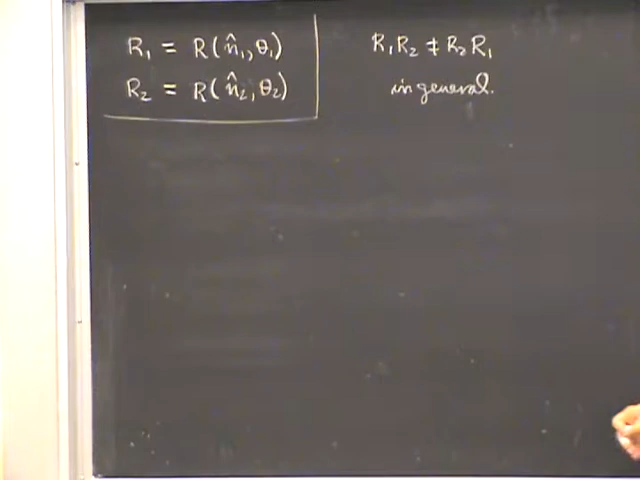 R₁ = R(n̂₁, θ₁)
R₂ = R(n̂₂, θ₂)
R₁R₂ ≠ R₂R₁
in general.